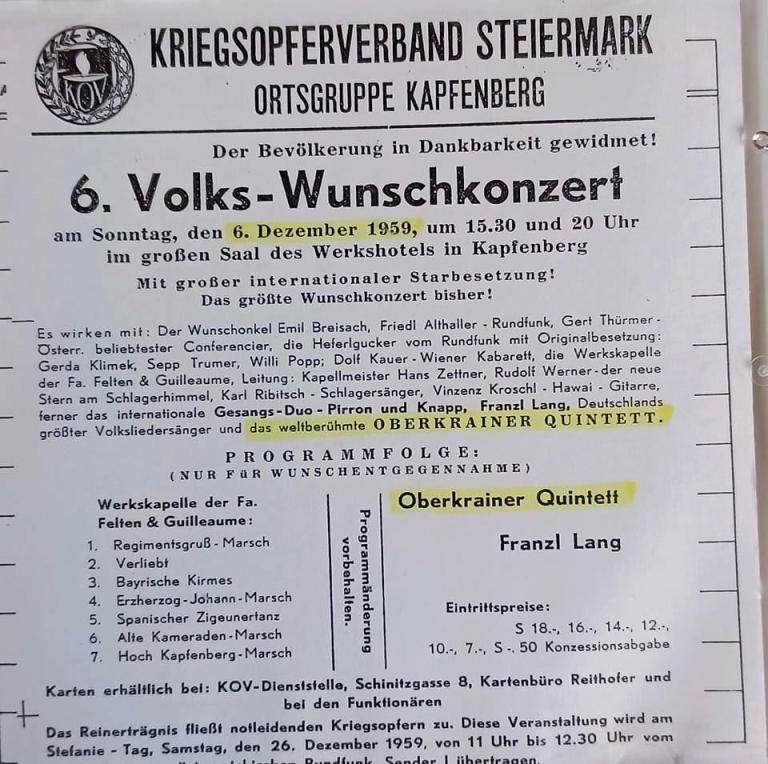 KOV
KRIEGSOPFERVERBAND STEIERMARK
ORTSGRUPPE KAPFENBERG
Der Bevölkerung in Dankbarkeit gewidmet!
6. Volks-Wunschkonzert
am Sonntag, den 6. Dezember 1959, um 15.30 und 20 Uhr
im großen Saal des Werkshotels in Kapfenberg
Mit großer internationaler Starbesetzung!
Das größte Wunschkonzert bisher!
Es wirken mit: Der Wunschonkel Emil Breisach, Friedl Althaller - Rundfunk, Gert Thürmer -
Österr. beliebtester Conferencier, die Heferlgucker vom Rundfunk mit Originalbesetzung:
Gerda Klimek, Sepp Trumer, Willi Popp; Dolf Kauer - Wiener Kabarett, die Werkskapelle
der Fa. Felten & Guilleaume, Leitung: Kapellmeister Hans Zettner, Rudolf Werner - der neue
Stern am Schlagerhimmel, Karl Ribitsch - Schlagersänger, Vinzenz Kroschl - Hawai - Gitarre,
ferner das internationale Gesangs-Duo - Pirron und Knapp, Franzl Lang, Deutschlands
größter Volksliedersänger und das weltberühmte OBERKRAINER QUINTETT.
PROGRAMMFOLGE:
(NUR FüR WUNSCHENTGEGENNAHME)
Werkskapelle der Fa.
Felten & Guilleaume:
1. Regimentsgruß - Marsch
2. Verliebt
3. Bayrische Kirmes
4. Erzherzog-Johann-Marsch
5. Spanischer Zigeunertanz
6. Alte Kameraden-Marsch
7. Hoch Kapfenberg-Marsch
Programmänderung
vorbehalten.
Oberkrainer Quintett
Franzl Lang
Eintrittspreise:
S 18.-, 16.-, 14.-, 12.-,
10.-, 7.-, S -. 50 Konzessionsabgabe
Karten erhältlich bei: KOV-Dienststelle, Schinitzgasse 8, Kartenbüro Reithofer und
bei den Funktionären
Das Reinerträgnis fließt notleidenden Kriegsopfern zu. Diese Veranstaltung wird am
Stefanie - Tag, Samstag, den 26. Dezember 1959, von 11 Uhr bis 12.30 Uhr vom
Rundfunk, Sender I übertragen.